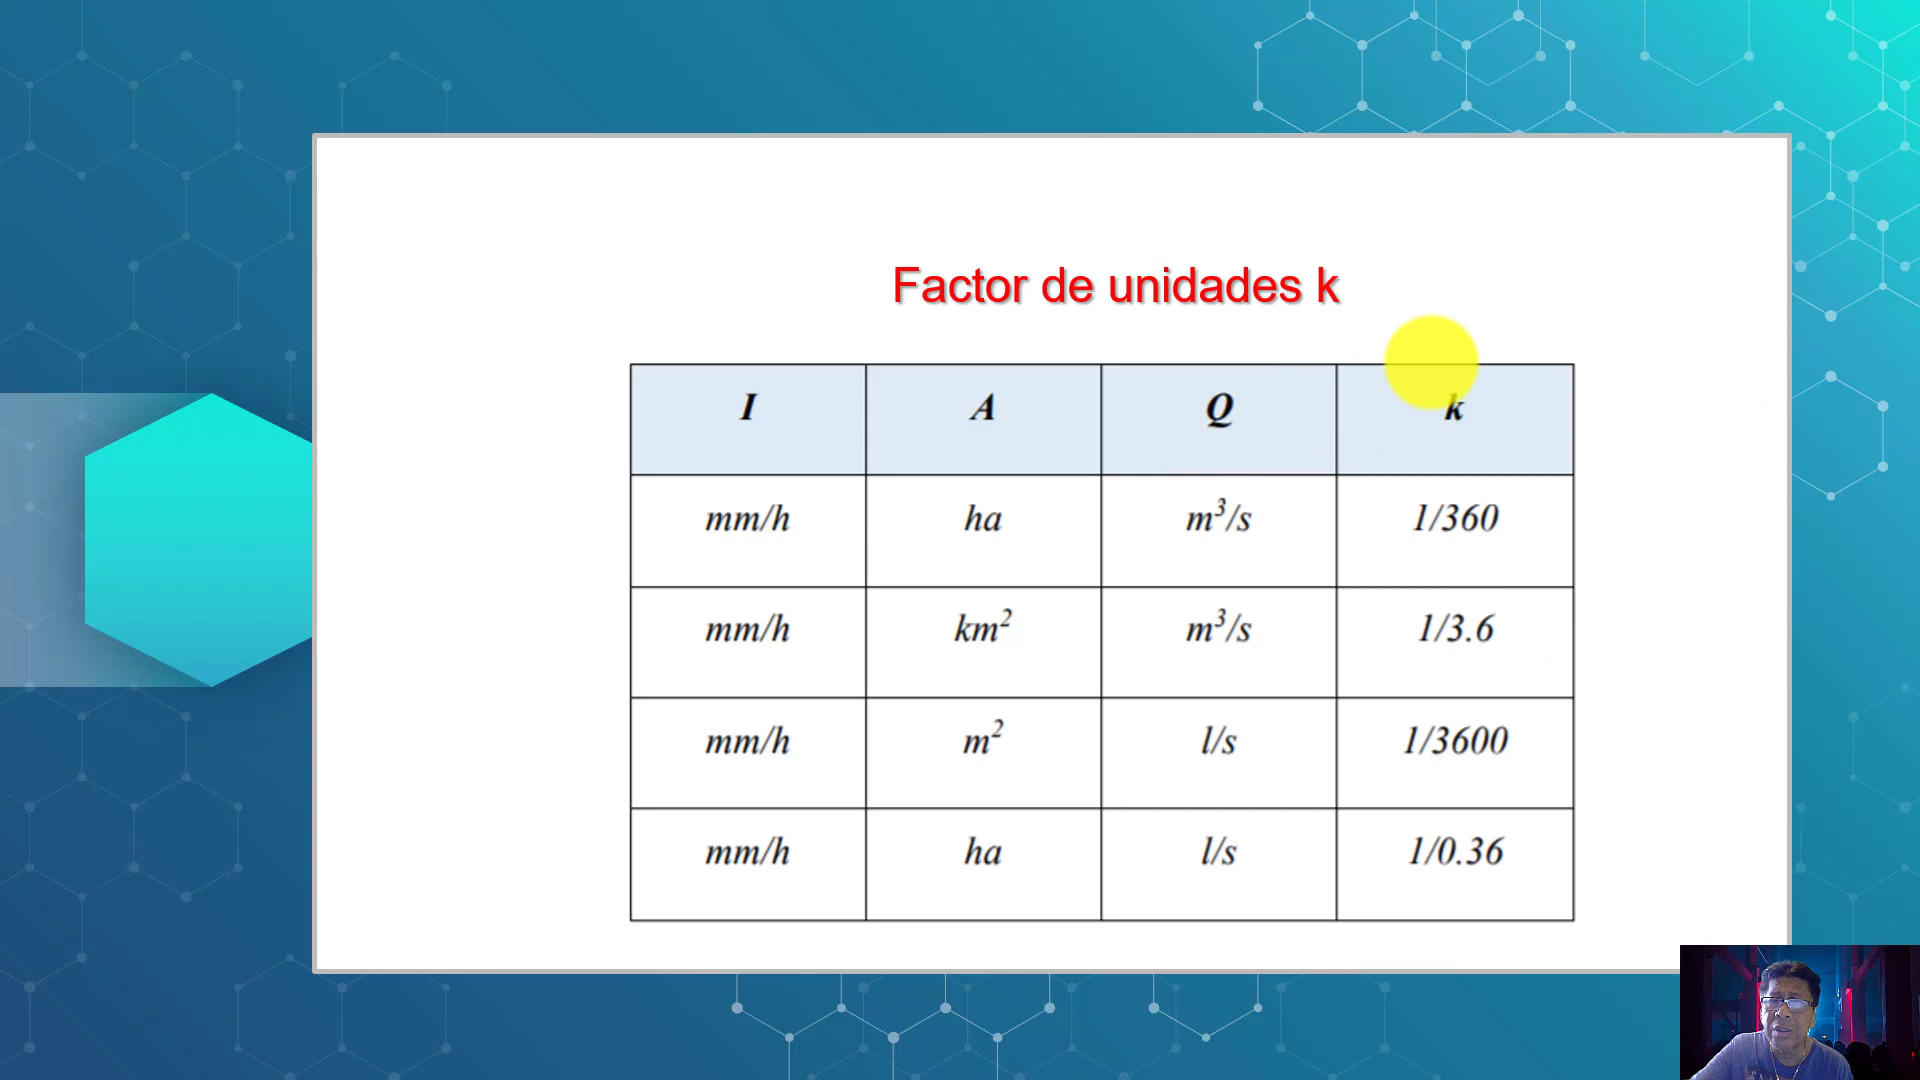 Factor de unidades k
I A Q k
mm/h ha m³/s 1/360
mm/h km² m³/s 1/3.6
mm/h m² l/s 1/3600
mm/h ha l/s 1/0.36